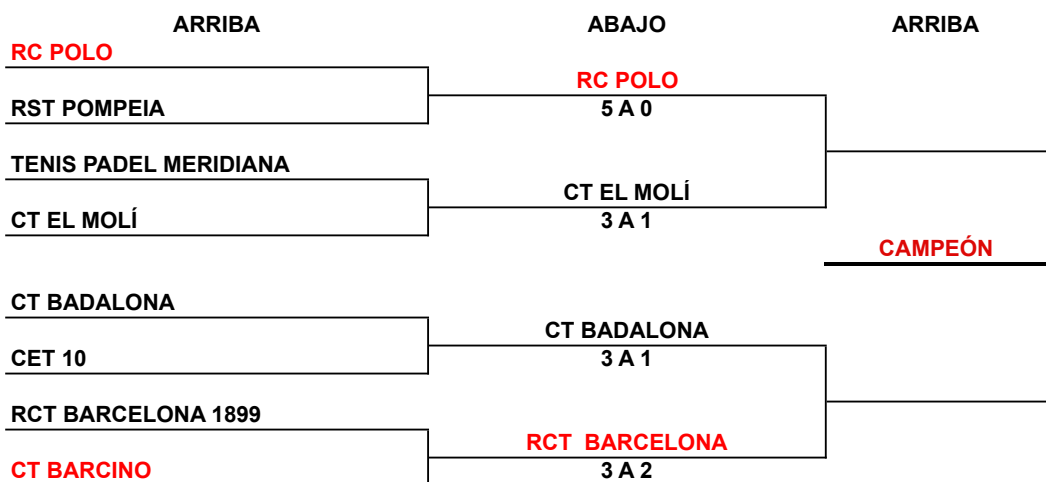 ARRIBA ABAJO ARRIBA
RC POLO
RC POLO
RST POMPEIA
5 A 0
TENIS PADEL MERIDIANA
CT EL MOLÍ
CT EL MOLÍ
3 A 1
CAMPEÓN
CT BADALONA
CT BADALONA
CET 10
3 A 1
RCT BARCELONA 1899
RCT BARCELONA
CT BARCINO
3 A 2